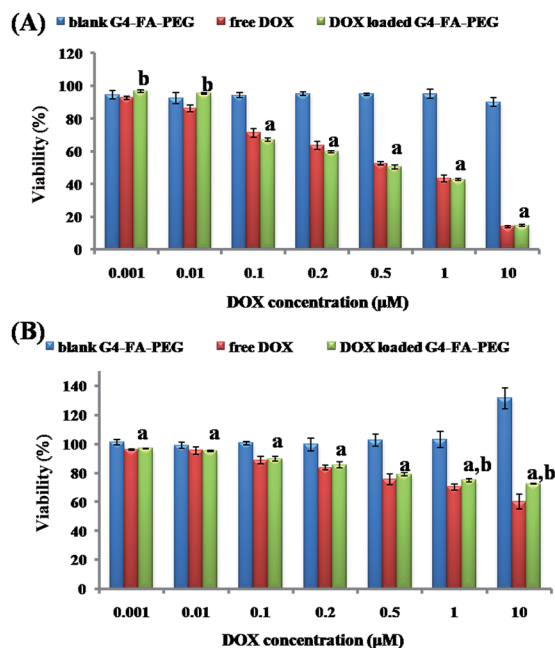 (A)
blank G4-FA-PEG free DOX DOX loaded G4-FA-PEG
120
100
80
60
40
20
0
Viability (%)
b b a a a a a
0.001 0.01 0.1 0.2 0.5 1 10
DOX concentration (μM)
(B)
blank G4-FA-PEG free DOX DOX loaded G4-FA-PEG
140
120
100
80
60
40
20
0
Viability (%)
a a a a a a,b a,b
0.001 0.01 0.1 0.2 0.5 1 10
DOX concentration (μM)